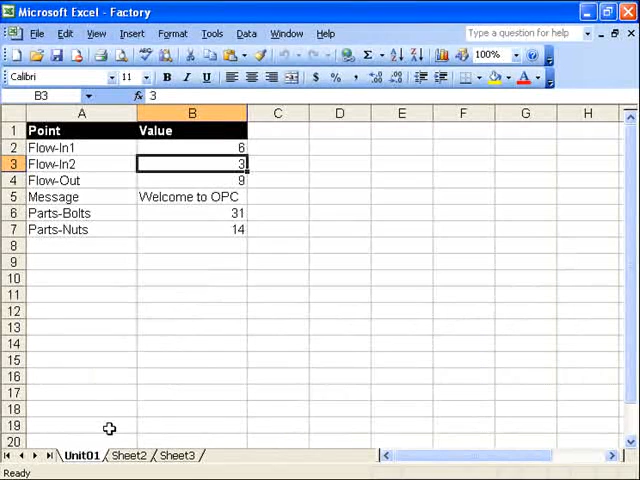 Microsoft Excel - Factory
File Edit View Insert Format Tools Data Window Help Type a question for help
100%
Calibri 11 B I U $ % ,
B3 fx 3
A B C D E F G H
1 Point Value
2 Flow-In1 6
3 Flow-In2 3
4 Flow-Out 9
5 Message Welcome to OPC
6 Parts-Bolts 31
7 Parts-Nuts 14
8
9
10
11
12
13
14
15
16
17
18
19
20
Unit01 Sheet2 Sheet3
Ready